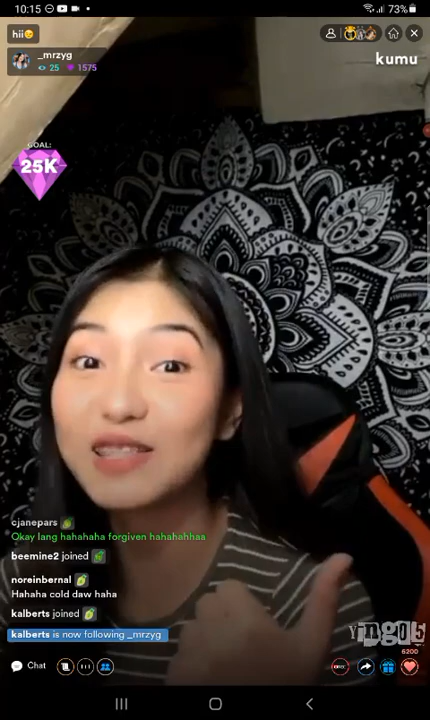 10:15
73%
hii😏
_mrzyg
25 1575
kumu
GOAL:
25K
cjanepars
Okay lang hahahaha forgiven hahahahhaa
beemine2 joined
noreinbernal
Hahaha cold daw haha
kalberts joined
kalberts is now following _mrzyg
Yingo5
6200
Chat